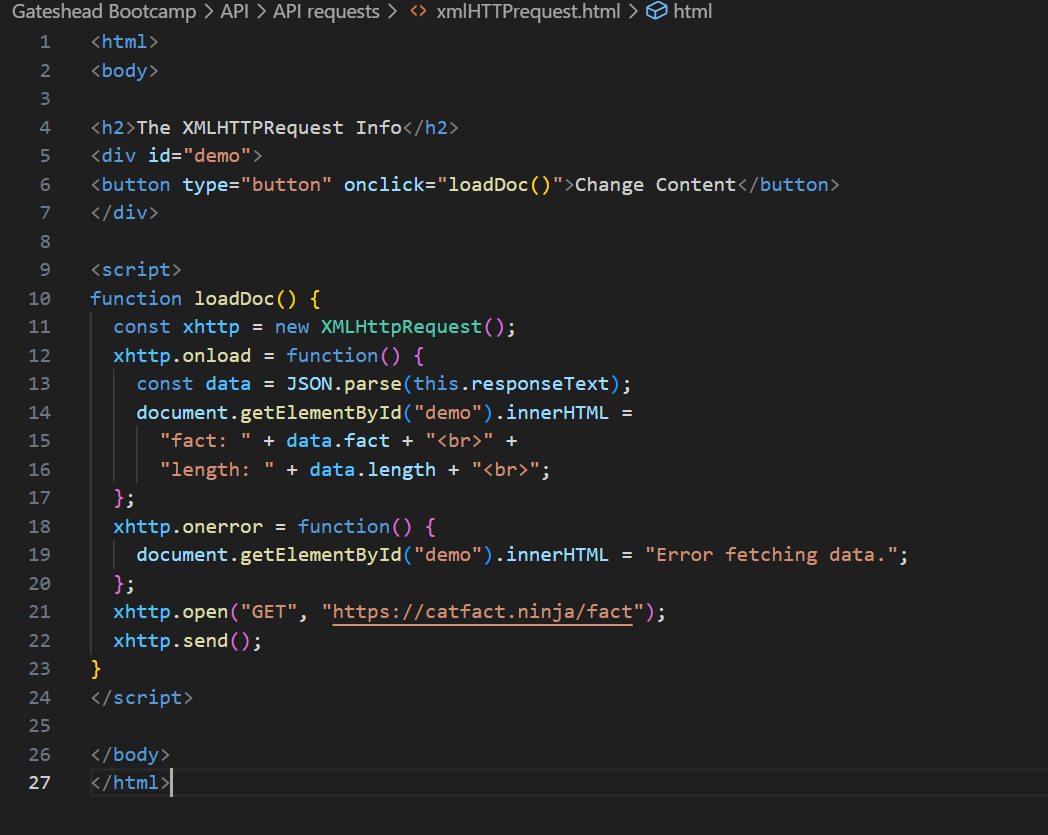 Gateshead Bootcamp > API > API requests > <> xmlHTTPrequest.html > html
1 <html>
2 <body>
3
4 <h2>The XMLHTTPRequest Info</h2>
5 <div id="demo">
6 <button type="button" onclick="loadDoc()">Change Content</button>
7 </div>
8
9 <script>
10 function loadDoc() {
11   const xhttp = new XMLHttpRequest();
12   xhttp.onload = function() {
13     const data = JSON.parse(this.responseText);
14     document.getElementById("demo").innerHTML =
15       "fact: " + data.fact + "<br>" +
16       "length: " + data.length + "<br>";
17   };
18   xhttp.onerror = function() {
19     document.getElementById("demo").innerHTML = "Error fetching data.";
20   };
21   xhttp.open("GET", "https://catfact.ninja/fact");
22   xhttp.send();
23 }
24 </script>
25
26 </body>
27 </html>